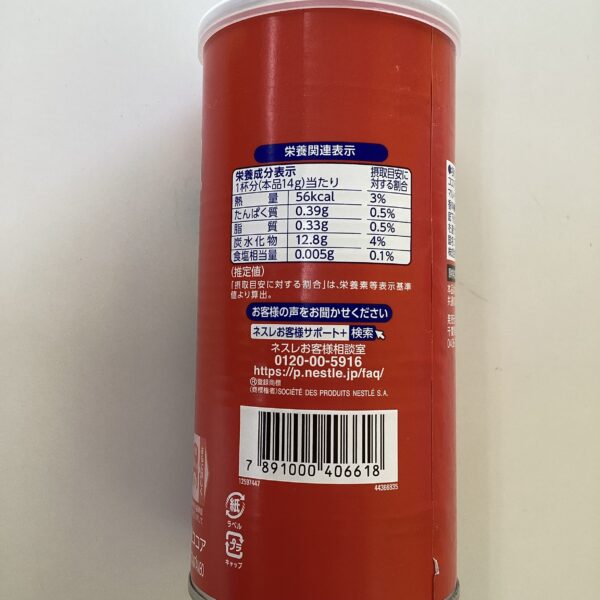 栄養関連表示
栄養成分表示
1杯分(本品14g)当たり
摂取目安に
対する割合
熱 量 56kcal 3%
たんぱく質 0.39g 0.5%
脂 質 0.33g 0.5%
炭水化物 12.8g 4%
食塩相当量 0.005g 0.1%
(推定値)
「摂取目安に対する割合」は、栄養素等表示基準
値より算出。
お客様の声をお聞かせください
ネスレお客様サポート+ 検索
ネスレお客様相談室
0120-00-5916
https://p.nestle.jp/faq/
Ⓡ登録商標
(商標権者)SOCIÉTÉ DES PRODUITS NESTLÉ S.A.
7 891000 406618
44366835
紙
ラベル
プラ
キャップ
ココア